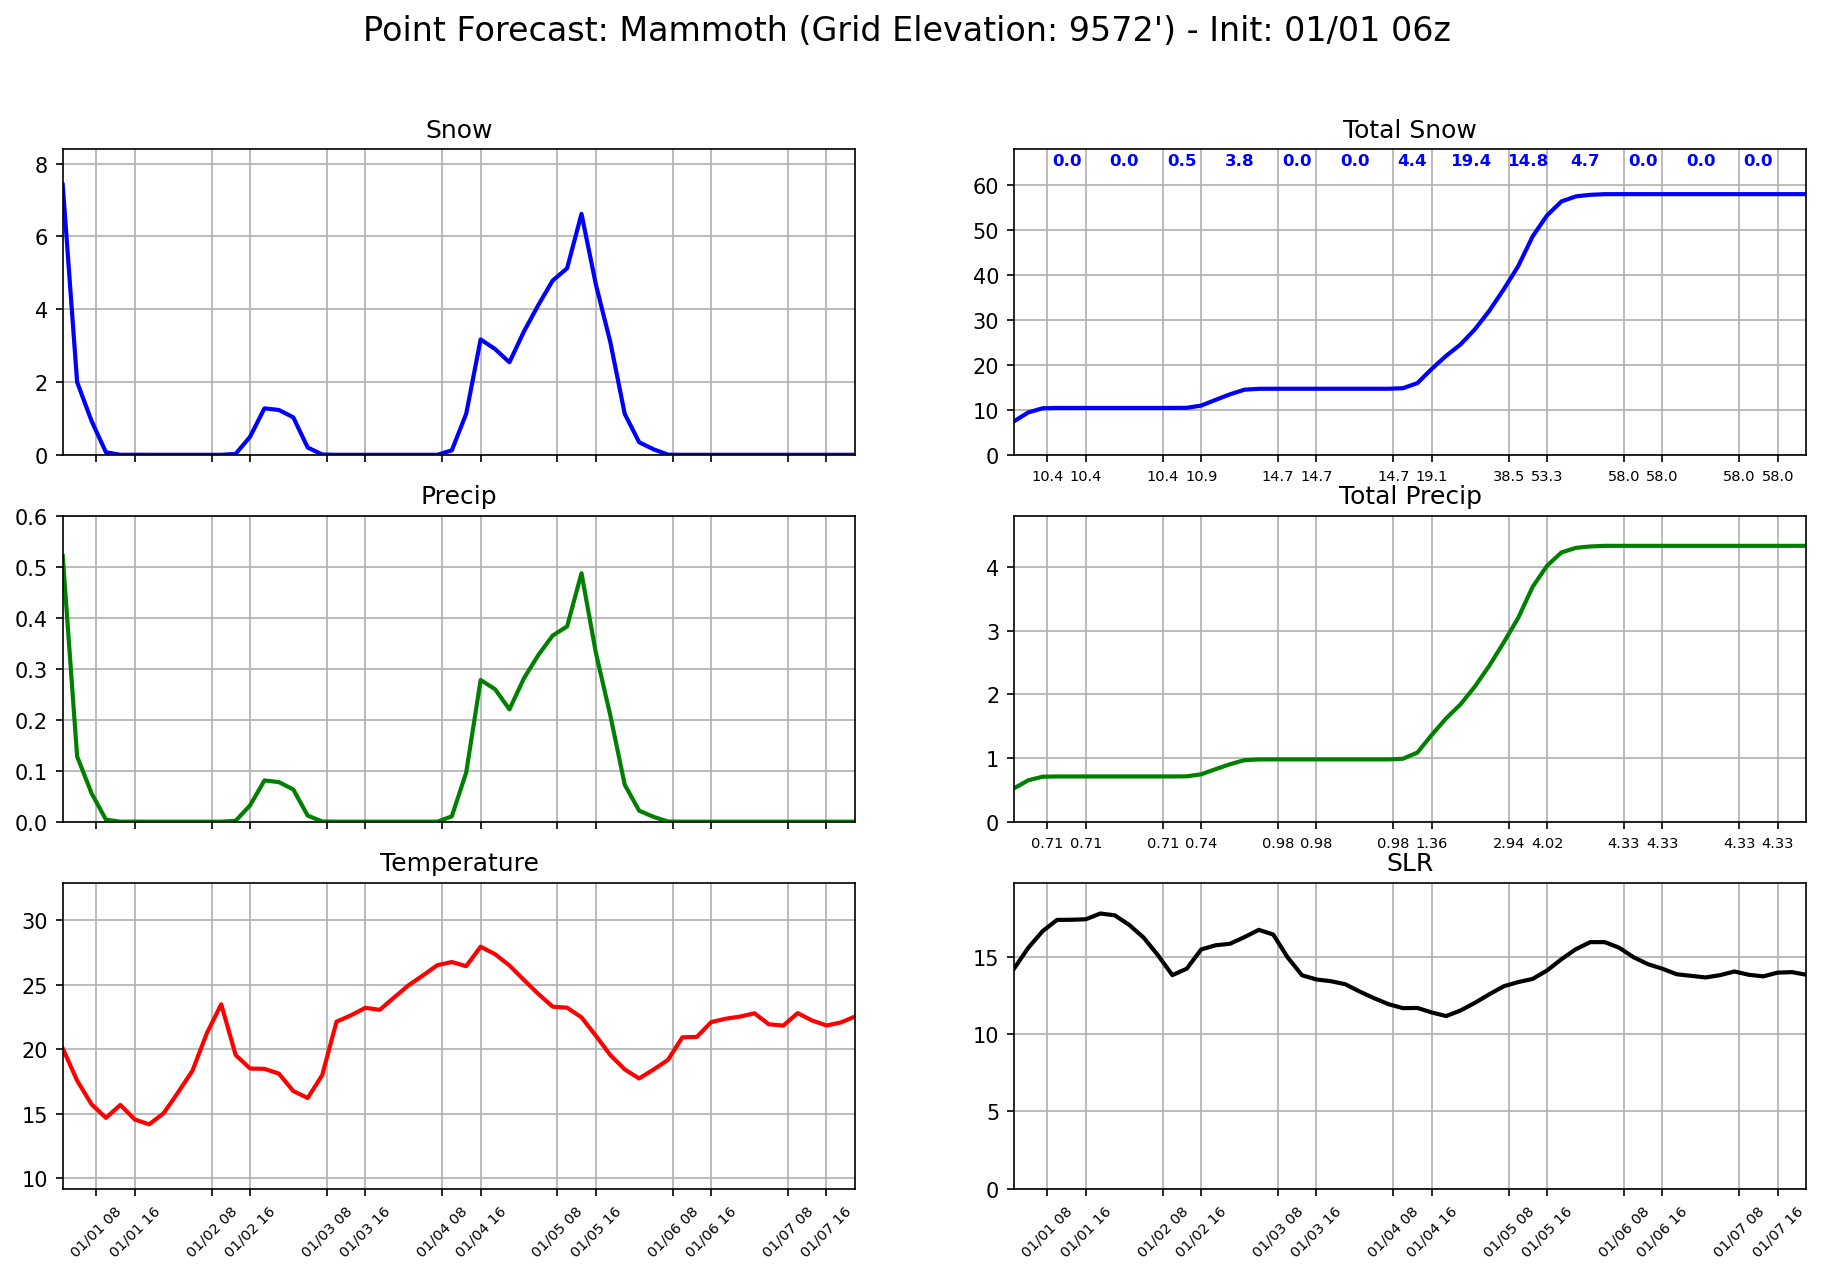 Point Forecast: Mammoth (Grid Elevation: 9572') - Init: 01/01 06z
Snow
8
6
4
2
0
Total Snow
0.0 0.0 0.5 3.8 0.0 0.0 4.4 19.4 14.8 4.7 0.0 0.0 0.0
60
50
40
30
20
10
0
10.4 10.4 10.4 10.9 14.7 14.7 14.7 19.1 38.5 53.3 58.0 58.0 58.0 58.0
Precip
0.6
0.5
0.4
0.3
0.2
0.1
0.0
Total Precip
4
3
2
1
0
0.71 0.71 0.71 0.74 0.98 0.98 0.98 1.36 2.94 4.02 4.33 4.33 4.33 4.33
Temperature
30
25
20
15
10
01/01 08 01/01 16 01/02 08 01/02 16 01/03 08 01/03 16 01/04 08 01/04 16 01/05 08 01/05 16 01/06 08 01/06 16 01/07 08 01/07 16
SLR
15
10
5
0
01/01 08 01/01 16 01/02 08 01/02 16 01/03 08 01/03 16 01/04 08 01/04 16 01/05 08 01/05 16 01/06 08 01/06 16 01/07 08 01/07 16